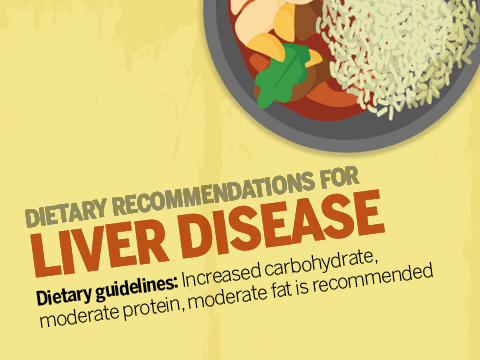 DIETARY RECOMMENDATIONS FOR
LIVER DISEASE
Dietary guidelines: Increased carbohydrate,
moderate protein, moderate fat is recommended